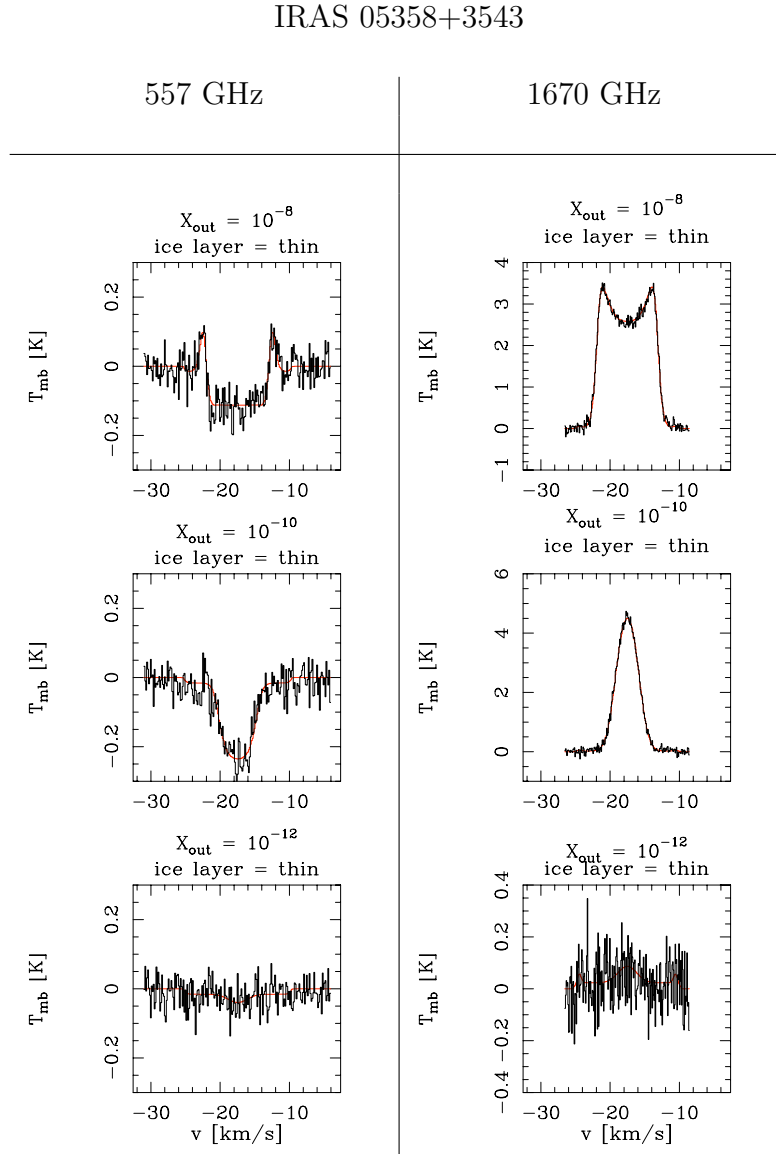 IRAS 05358+3543
557 GHz
1670 GHz
X_out = 10^-8
ice layer = thin
T_mb [K]
0.2
0
−0.2
−30 −20 −10
X_out = 10^-8
ice layer = thin
T_mb [K]
4
3
2
1
0
−1
−30 −20 −10
X_out = 10^-10
ice layer = thin
T_mb [K]
0.2
0
−0.2
−30 −20 −10
X_out = 10^-10
ice layer = thin
T_mb [K]
6
4
2
0
−30 −20 −10
X_out = 10^-12
ice layer = thin
T_mb [K]
0.2
0
−0.2
−30 −20 −10
v [km/s]
X_out = 10^-12
ice layer = thin
T_mb [K]
0.4
0.2
0
−0.2
−0.4
−30 −20 −10
v [km/s]